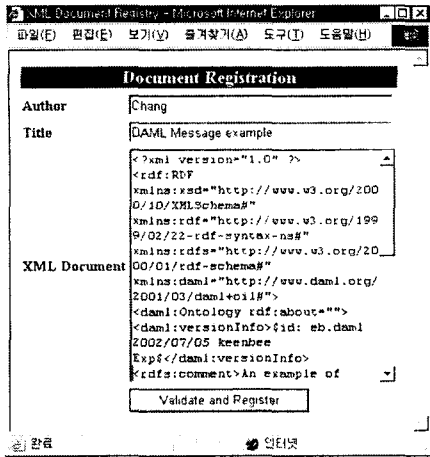 XML Document Registry - Microsoft Internet Explorer
파일(F) 편집(E) 보기(V) 즐겨찾기(A) 도구(T) 도움말(H)
Document Registration
Author Chang
Title DAML Message example
XML Document
<?xml version="1.0" ?>
<rdf:RDF
xmlns:xsd="http://www.w3.org/200
0/10/XMLSchema#"
xmlns:rdf="http://www.w3.org/199
9/02/22-rdf-syntax-ns#"
xmlns:rdfs="http://www.w3.org/20
00/01/rdf-schema#"
xmlns:daml="http://www.daml.org/
2001/03/daml+oil#">
<daml:Ontology rdf:about="">
<daml:versionInfo>$id: eb.daml
2002/07/05 keenbee
Exp$</daml:versionInfo>
<rdfs:comment>An example of
Validate and Register
완료 인터넷